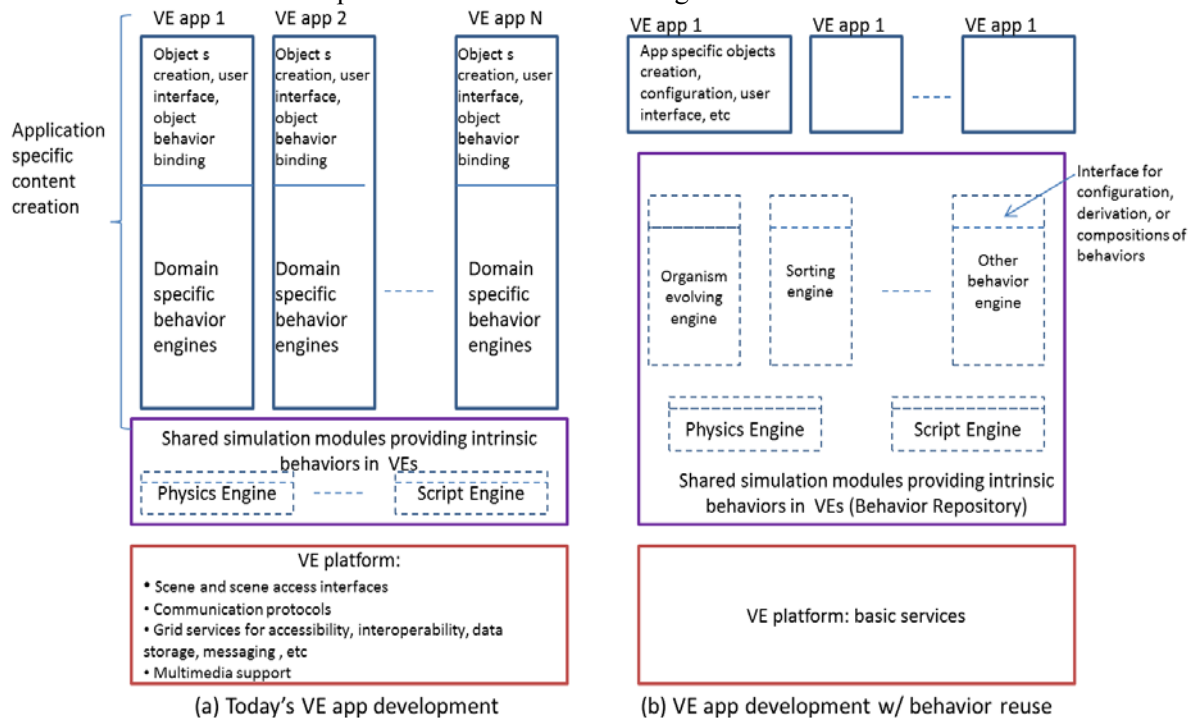 VE app 1
VE app 2
VE app N
Object s
creation, user
interface,
object
behavior
binding
Object s
creation, user
interface,
object
behavior
binding
Object s
creation, user
interface,
object
behavior
binding
Application
specific
content
creation
Domain
specific
behavior
engines
Domain
specific
behavior
engines
Domain
specific
behavior
engines
Shared simulation modules providing intrinsic
behaviors in VEs
Physics Engine
Script Engine
VE platform:
• Scene and scene access interfaces
• Communication protocols
• Grid services for accessibility, interoperability, data
storage, messaging , etc
• Multimedia support
(a) Today's VE app development
VE app 1
VE app 1
VE app 1
App specific objects
creation,
configuration, user
interface, etc
Interface for
configuration,
derivation, or
compositions of
behaviors
Organism
evolving
engine
Sorting
engine
Other
behavior
engine
Physics Engine
Script Engine
Shared simulation modules providing intrinsic
behaviors in VEs (Behavior Repository)
VE platform: basic services
(b) VE app development w/ behavior reuse